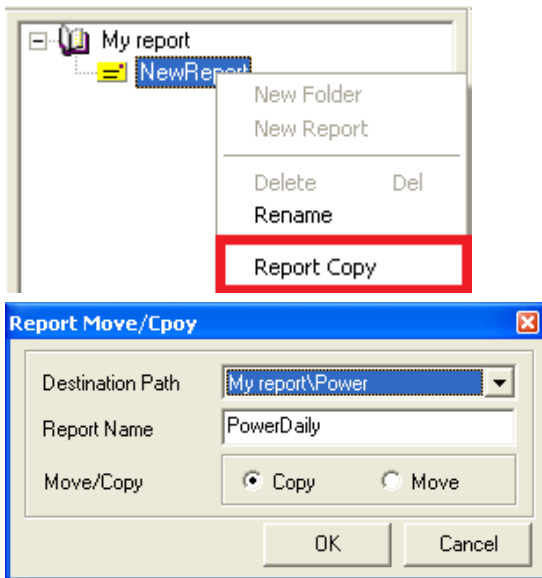 My report
NewReport
New Folder
New Report
Delete Del
Rename
Report Copy
Report Move/Cpoy
Destination Path My report\Power
Report Name PowerDaily
Move/Copy Copy Move
OK Cancel